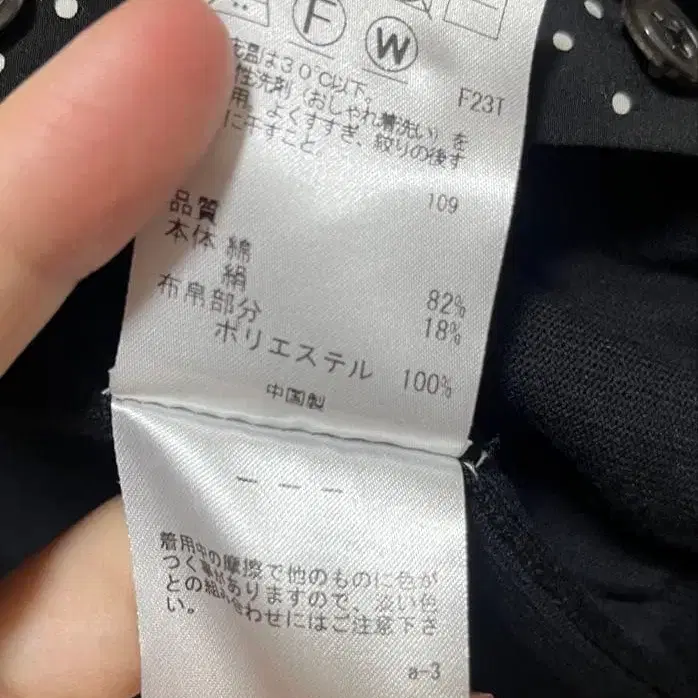 F
W
温は30℃以下。
性洗剤(おしゃれ着洗い)を
用、よくすすぎ、絞りの後す
に干すこと。
F23T
109
品質
本体 綿 82%
絹 18%
布帛部分
ポリエステル 100%
中国製
— — —
着用中の摩擦で他のものに色が
つく事がありますので、淡い色
との組み合わせにはご注意下さ
い。
a-3